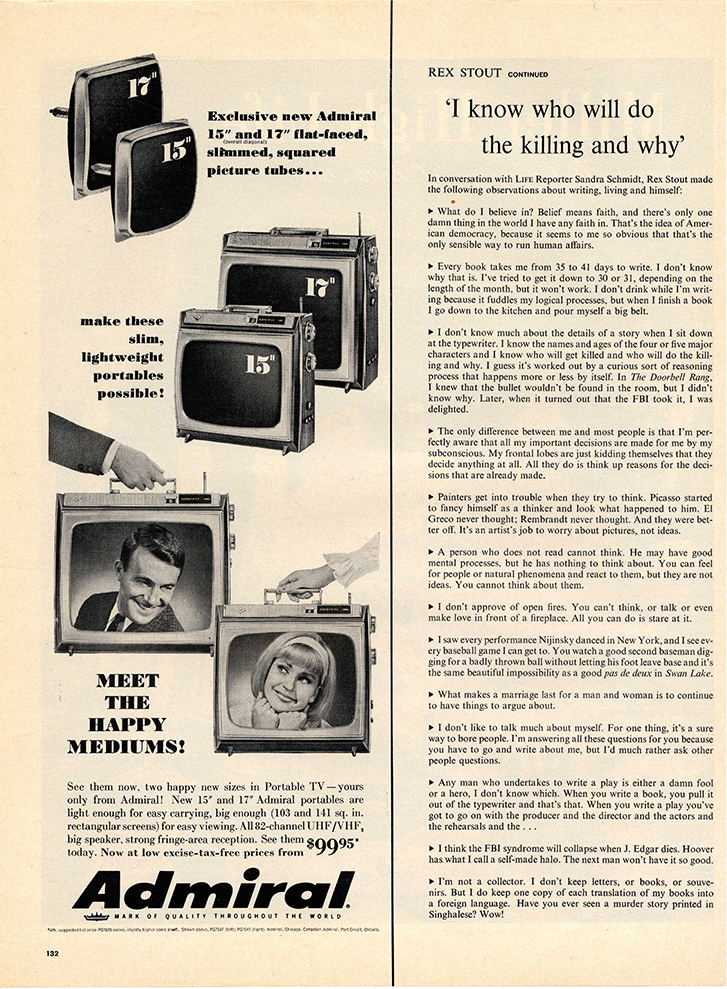 17"
15"
Exclusive new Admiral
15" and 17" flat-faced,
(overall diagonal)
slimmed, squared
picture tubes...
17"
15"
make these
slim,
lightweight
portables
possible!
MEET
THE
HAPPY
MEDIUMS!
See them now, two happy new sizes in Portable TV — yours
only from Admiral! New 15" and 17" Admiral portables are
light enough for easy carrying, big enough (103 and 141 sq. in.
rectangular screens) for easy viewing. All 82-channel UHF/VHF,
big speaker, strong fringe-area reception. See them
today. Now at low excise-tax-free prices from $99.95*
Admiral.
MARK OF QUALITY THROUGHOUT THE WORLD
132
REX STOUT CONTINUED
'I know who will do
the killing and why'
In conversation with LIFE Reporter Sandra Schmidt, Rex Stout made
the following observations about writing, living and himself:
► What do I believe in? Belief means faith, and there's only one
damn thing in the world I have any faith in. That's the idea of Amer-
ican democracy, because it seems to me so obvious that that's the
only sensible way to run human affairs.
► Every book takes me from 35 to 41 days to write. I don't know
why that is. I've tried to get it down to 30 or 31, depending on the
length of the month, but it won't work. I don't drink while I'm writ-
ing because it fuddles my logical processes, but when I finish a book
I go down to the kitchen and pour myself a big belt.
► I don't know much about the details of a story when I sit down
at the typewriter. I know the names and ages of the four or five major
characters and I know who will get killed and who will do the kill-
ing and why. I guess it's worked out by a curious sort of reasoning
process that happens more or less by itself. In The Doorbell Rang,
I knew that the bullet wouldn't be found in the room, but I didn't
know why. Later, when it turned out that the FBI took it, I was
delighted.
► The only difference between me and most people is that I'm per-
fectly aware that all my important decisions are made for me by my
subconscious. My frontal lobes are just kidding themselves that they
decide anything at all. All they do is think up reasons for the deci-
sions that are already made.
► Painters get into trouble when they try to think. Picasso started
to fancy himself as a thinker and look what happened to him. El
Greco never thought; Rembrandt never thought. And they were bet-
ter off. It's an artist's job to worry about pictures, not ideas.
► A person who does not read cannot think. He may have good
mental processes, but he has nothing to think about. You can feel
for people or natural phenomena and react to them, but they are not
ideas. You cannot think about them.
► I don't approve of open fires. You can't think, or talk or even
make love in front of a fireplace. All you can do is stare at it.
► I saw every performance Nijinsky danced in New York, and I see ev-
ery baseball game I can get to. You watch a good second baseman dig-
ging for a badly thrown ball without letting his foot leave base and it's
the same beautiful impossibility as a good pas de deux in Swan Lake.
► What makes a marriage last for a man and woman is to continue
to have things to argue about.
► I don't like to talk much about myself. For one thing, it's a sure
way to bore people. I'm answering all these questions for you because
you have to go and write about me, but I'd much rather ask other
people questions.
► Any man who undertakes to write a play is either a damn fool
or a hero, I don't know which. When you write a book, you pull it
out of the typewriter and that's that. When you write a play you've
got to go on with the producer and the director and the actors and
the rehearsals and the . . .
► I think the FBI syndrome will collapse when J. Edgar dies. Hoover
has what I call a self-made halo. The next man won't have it so good.
► I'm not a collector. I don't keep letters, or books, or souve-
nirs. But I do keep one copy of each translation of my books into
a foreign language. Have you ever seen a murder story printed in
Singhalese? Wow!